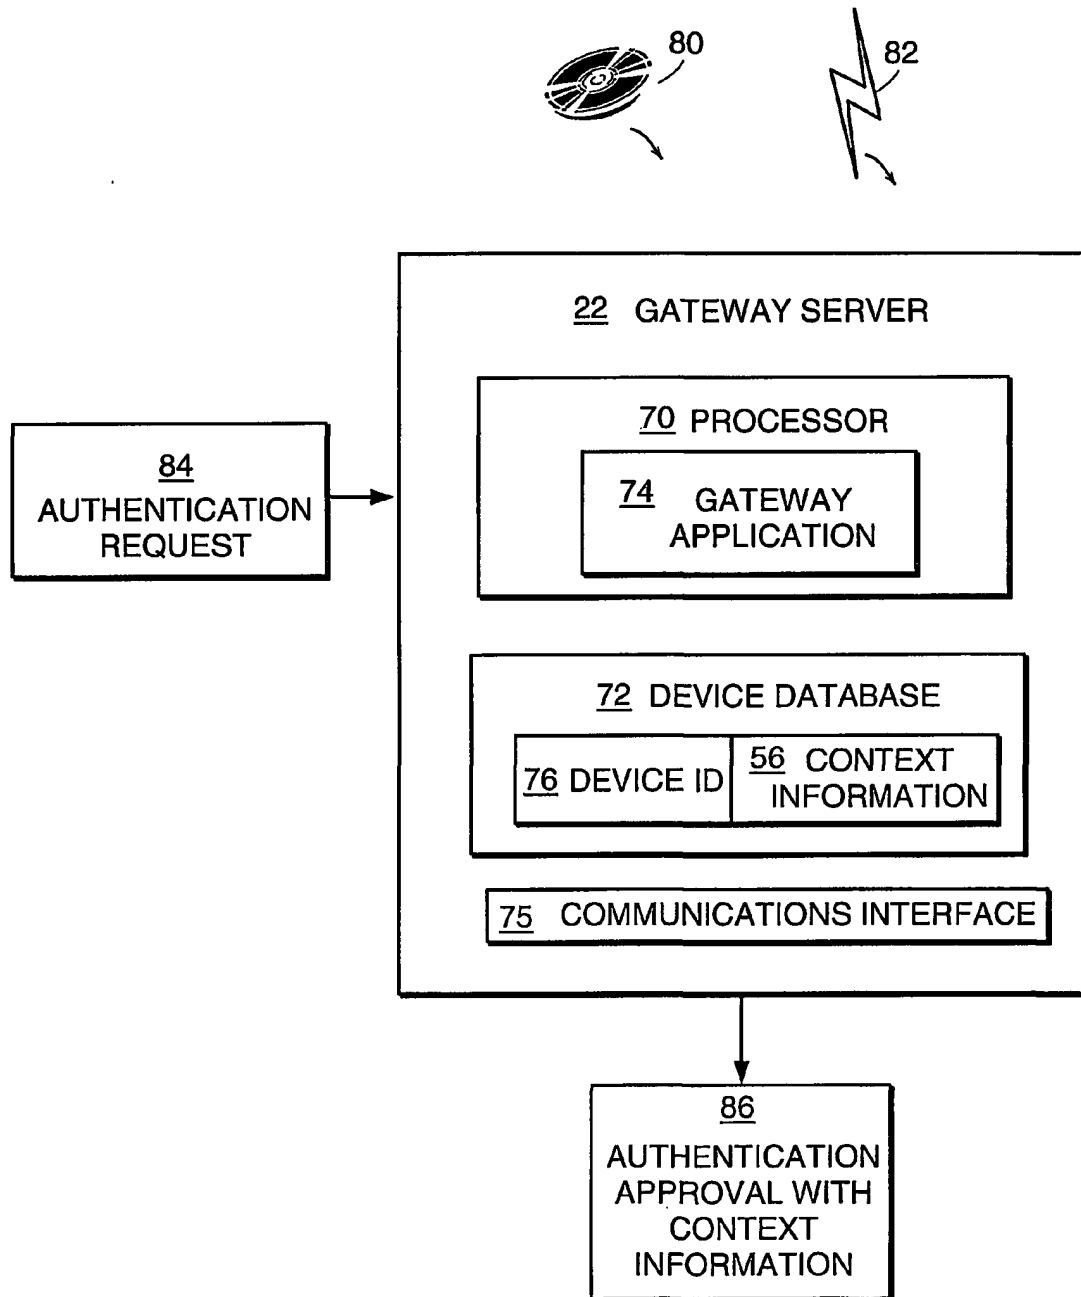 80
82
C
22 GATEWAY SERVER
70 PROCESSOR
74 GATEWAY
APPLICATION
84
AUTHENTICATION
REQUEST
72 DEVICE DATABASE
76 DEVICE ID
56 CONTEXT
INFORMATION
75 COMMUNICATIONS INTERFACE
86
AUTHENTICATION
APPROVAL WITH
CONTEXT
INFORMATION